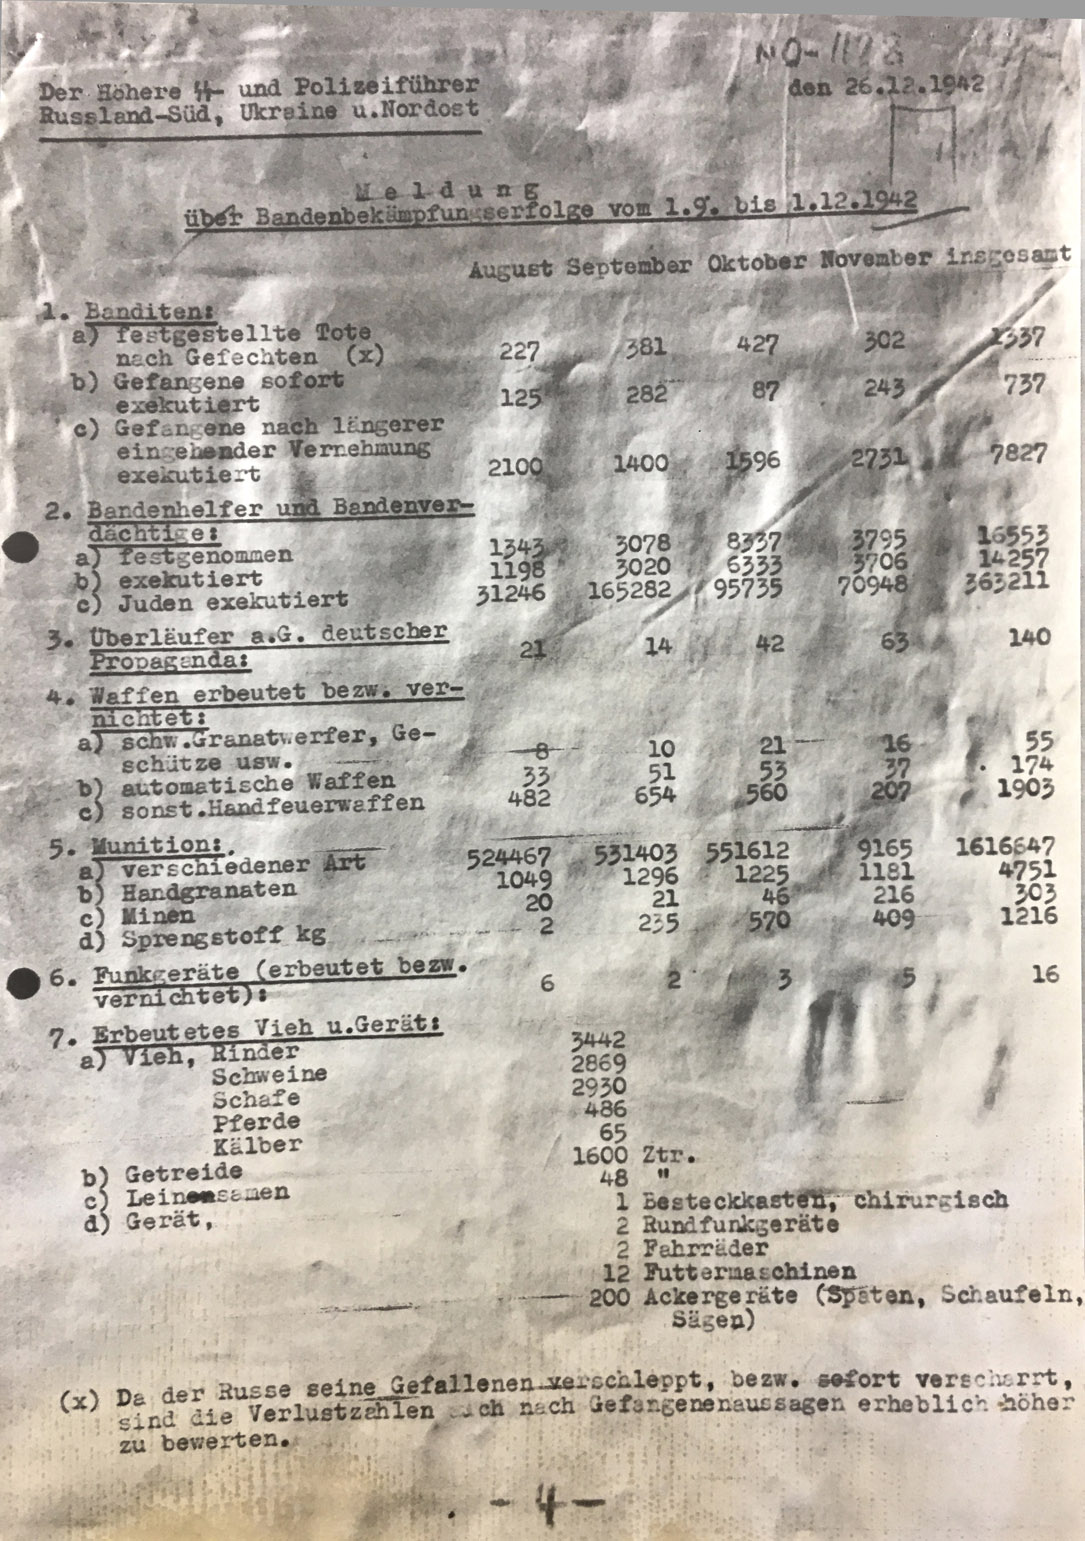 NO-1128
Der Höhere SS- und Polizeiführer den 26.12.1942
Russland-Süd, Ukraine u.Nordost
Meldung
über Bandenbekämpfungserfolge vom 1.9. bis 1.12.1942
August September Oktober November insgesamt
1. Banditen:
a) festgestellte Tote
nach Gefechten (x) 227 381 427 302 1337
b) Gefangene sofort
exekutiert 125 282 87 243 737
c) Gefangene nach längerer
eingehender Vernehmung
exekutiert 2100 1400 1596 2731 7827
2. Bandenhelfer und Bandenver-
dächtige:
a) festgenommen 1343 3078 8337 3795 16553
b) exekutiert 1198 3020 6333 3706 14257
c) Juden exekutiert 31246 165282 95735 70948 363211
3. Überläufer a.G. deutscher
Propaganda: 21 14 42 63 140
4. Waffen erbeutet bezw. ver-
nichtet:
a) schw.Granatwerfer, Ge-
schütze usw. 8 10 21 16 55
b) automatische Waffen 33 51 53 37 174
c) sonst.Handfeuerwaffen 482 654 560 207 1903
5. Munition:
a) verschiedener Art 524467 531403 551612 9165 1616647
b) Handgranaten 1049 1296 1225 1181 4751
c) Minen 20 21 46 216 303
d) Sprengstoff kg 2 235 570 409 1216
6. Funkgeräte (erbeutet bezw.
vernichtet): 6 2 3 5 16
7. Erbeutetes Vieh u.Gerät:
a) Vieh, Rinder 3442
Schweine 2869
Schafe 2930
Pferde 486
Kälber 65
b) Getreide 1600 Ztr.
c) Leinensamen 48 "
d) Gerät, 1 Besteckkasten, chirurgisch
2 Rundfunkgeräte
2 Fahrräder
12 Futtermaschinen
200 Ackergeräte (Spaten, Schaufeln,
Sägen)
(x) Da der Russe seine Gefallenen verschleppt, bezw. sofort verscharrt,
sind die Verlustzahlen auch nach Gefangenenaussagen erheblich höher
zu bewerten.
- 4 -